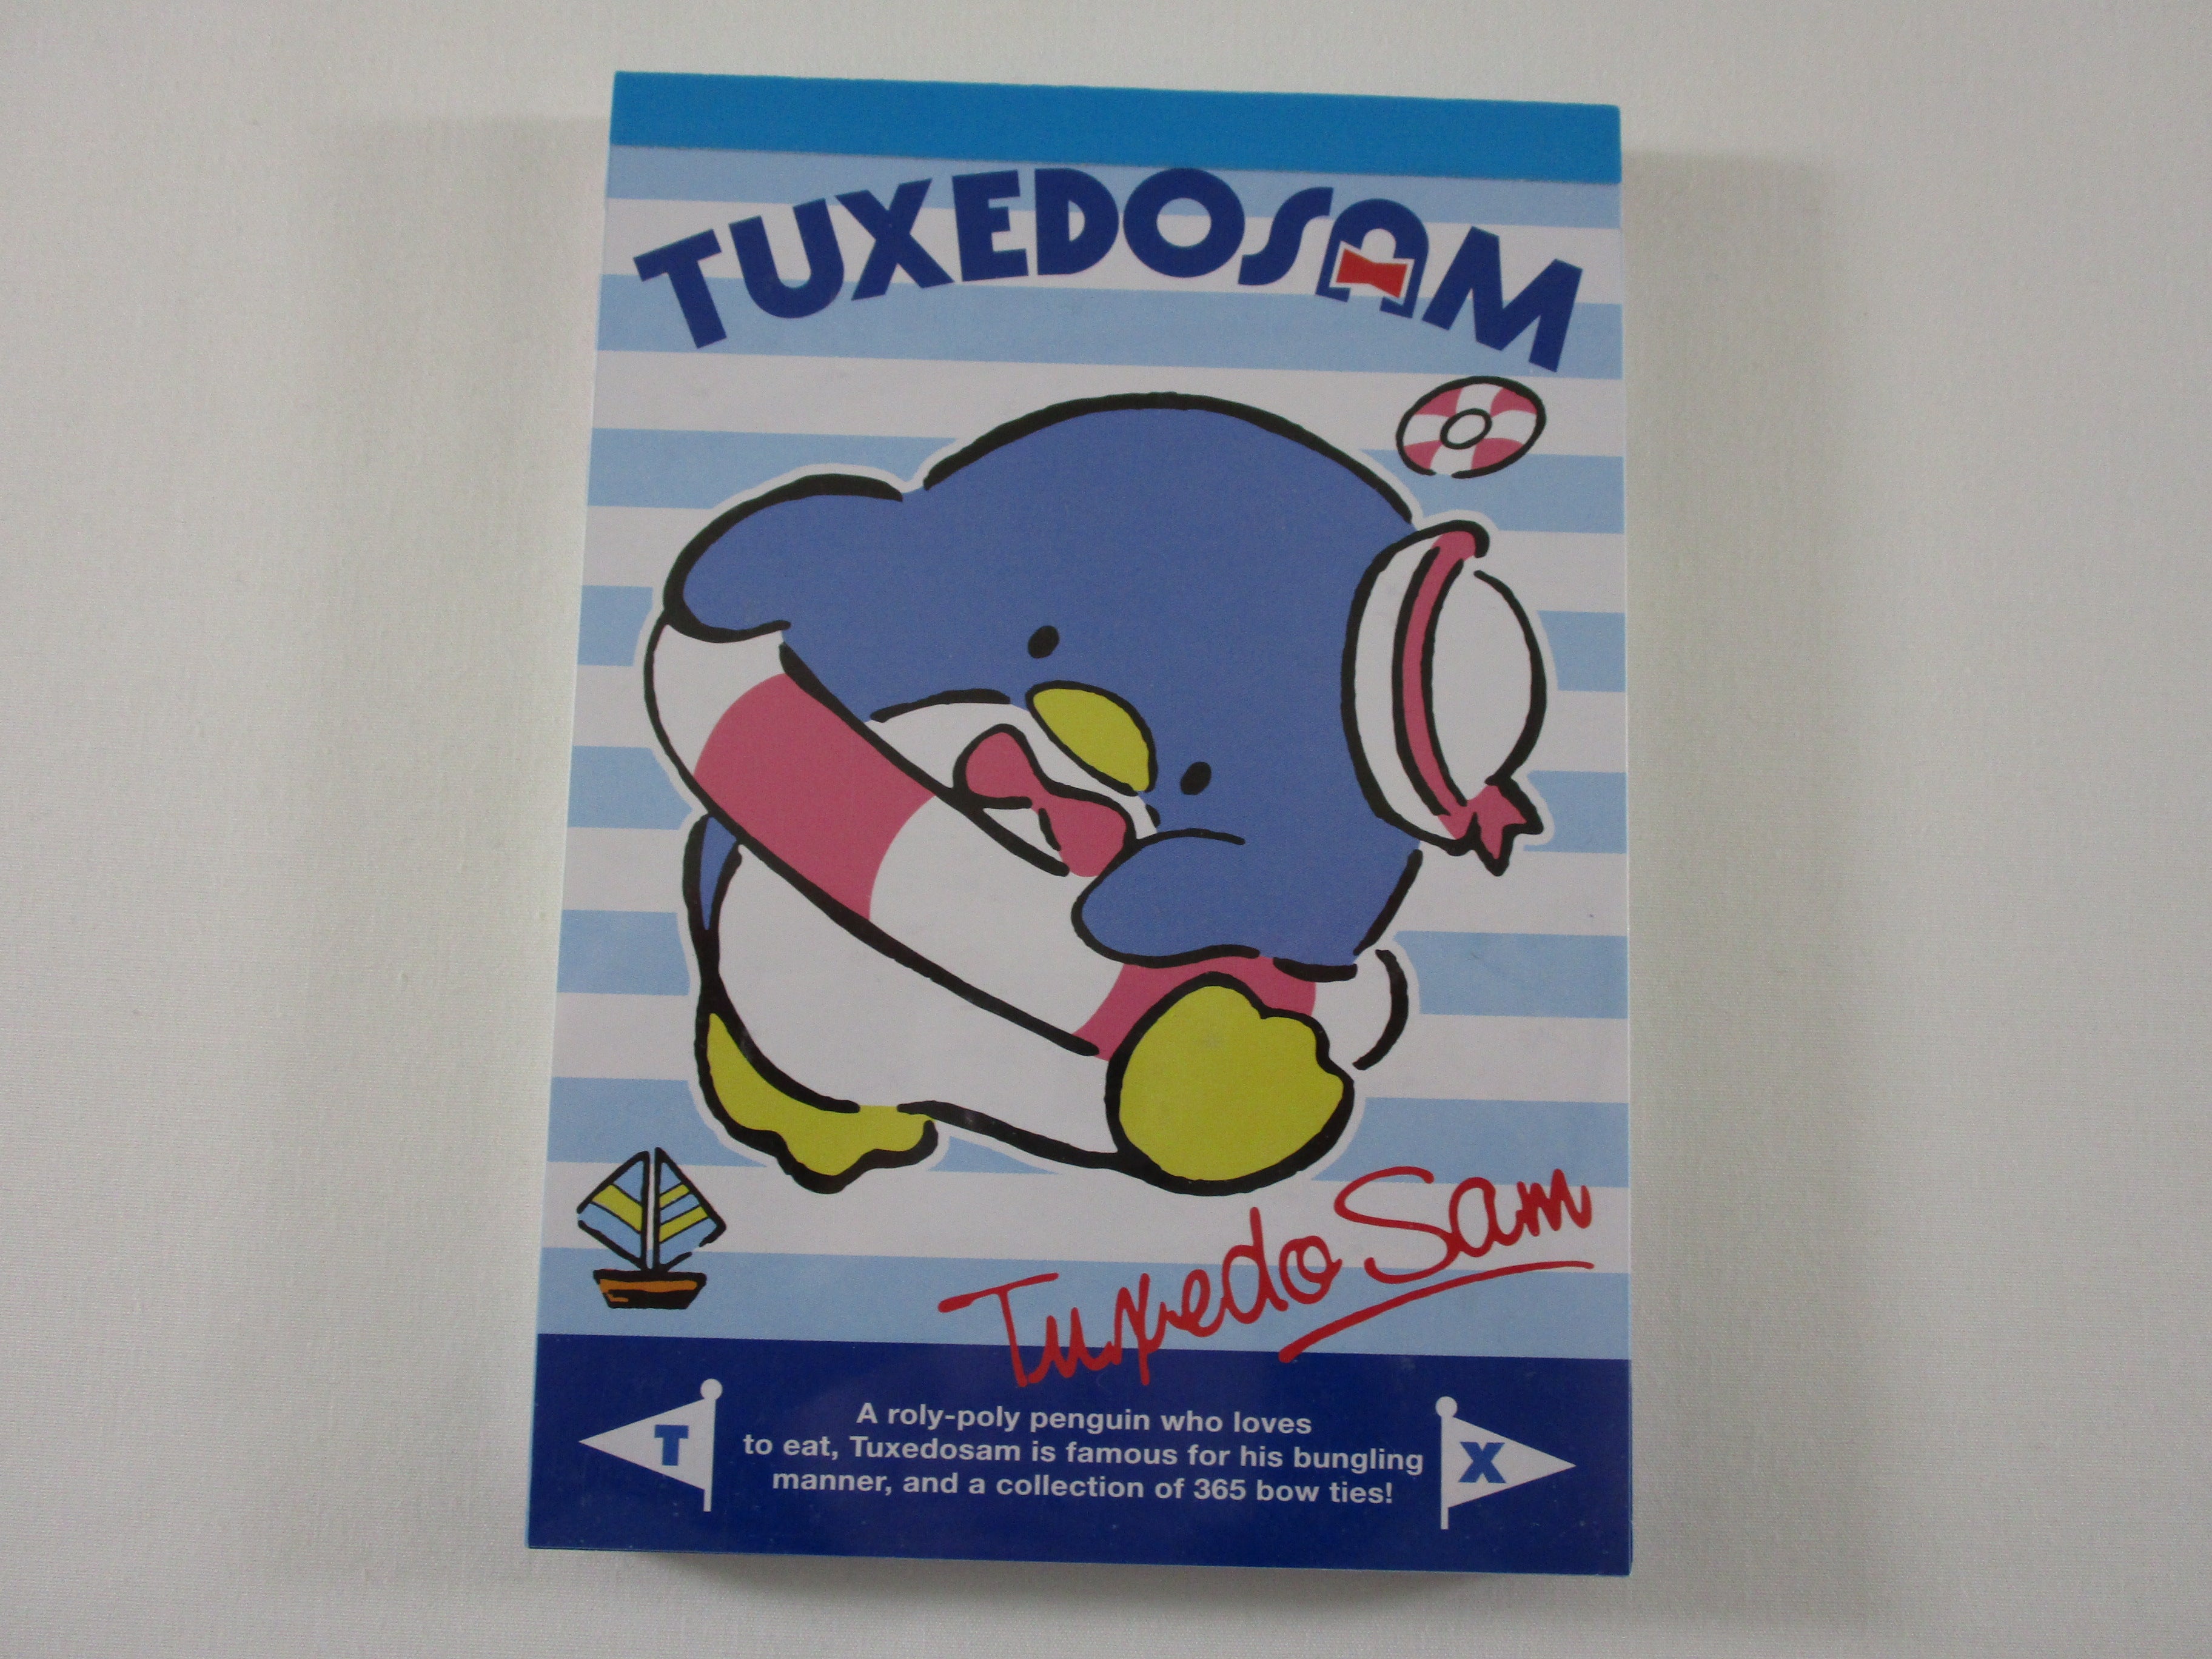 TUXEDOSAM
Tuxedo Sam
T
A roly-poly penguin who loves
to eat, Tuxedosam is famous for his bungling
manner, and a collection of 365 bow ties!
X